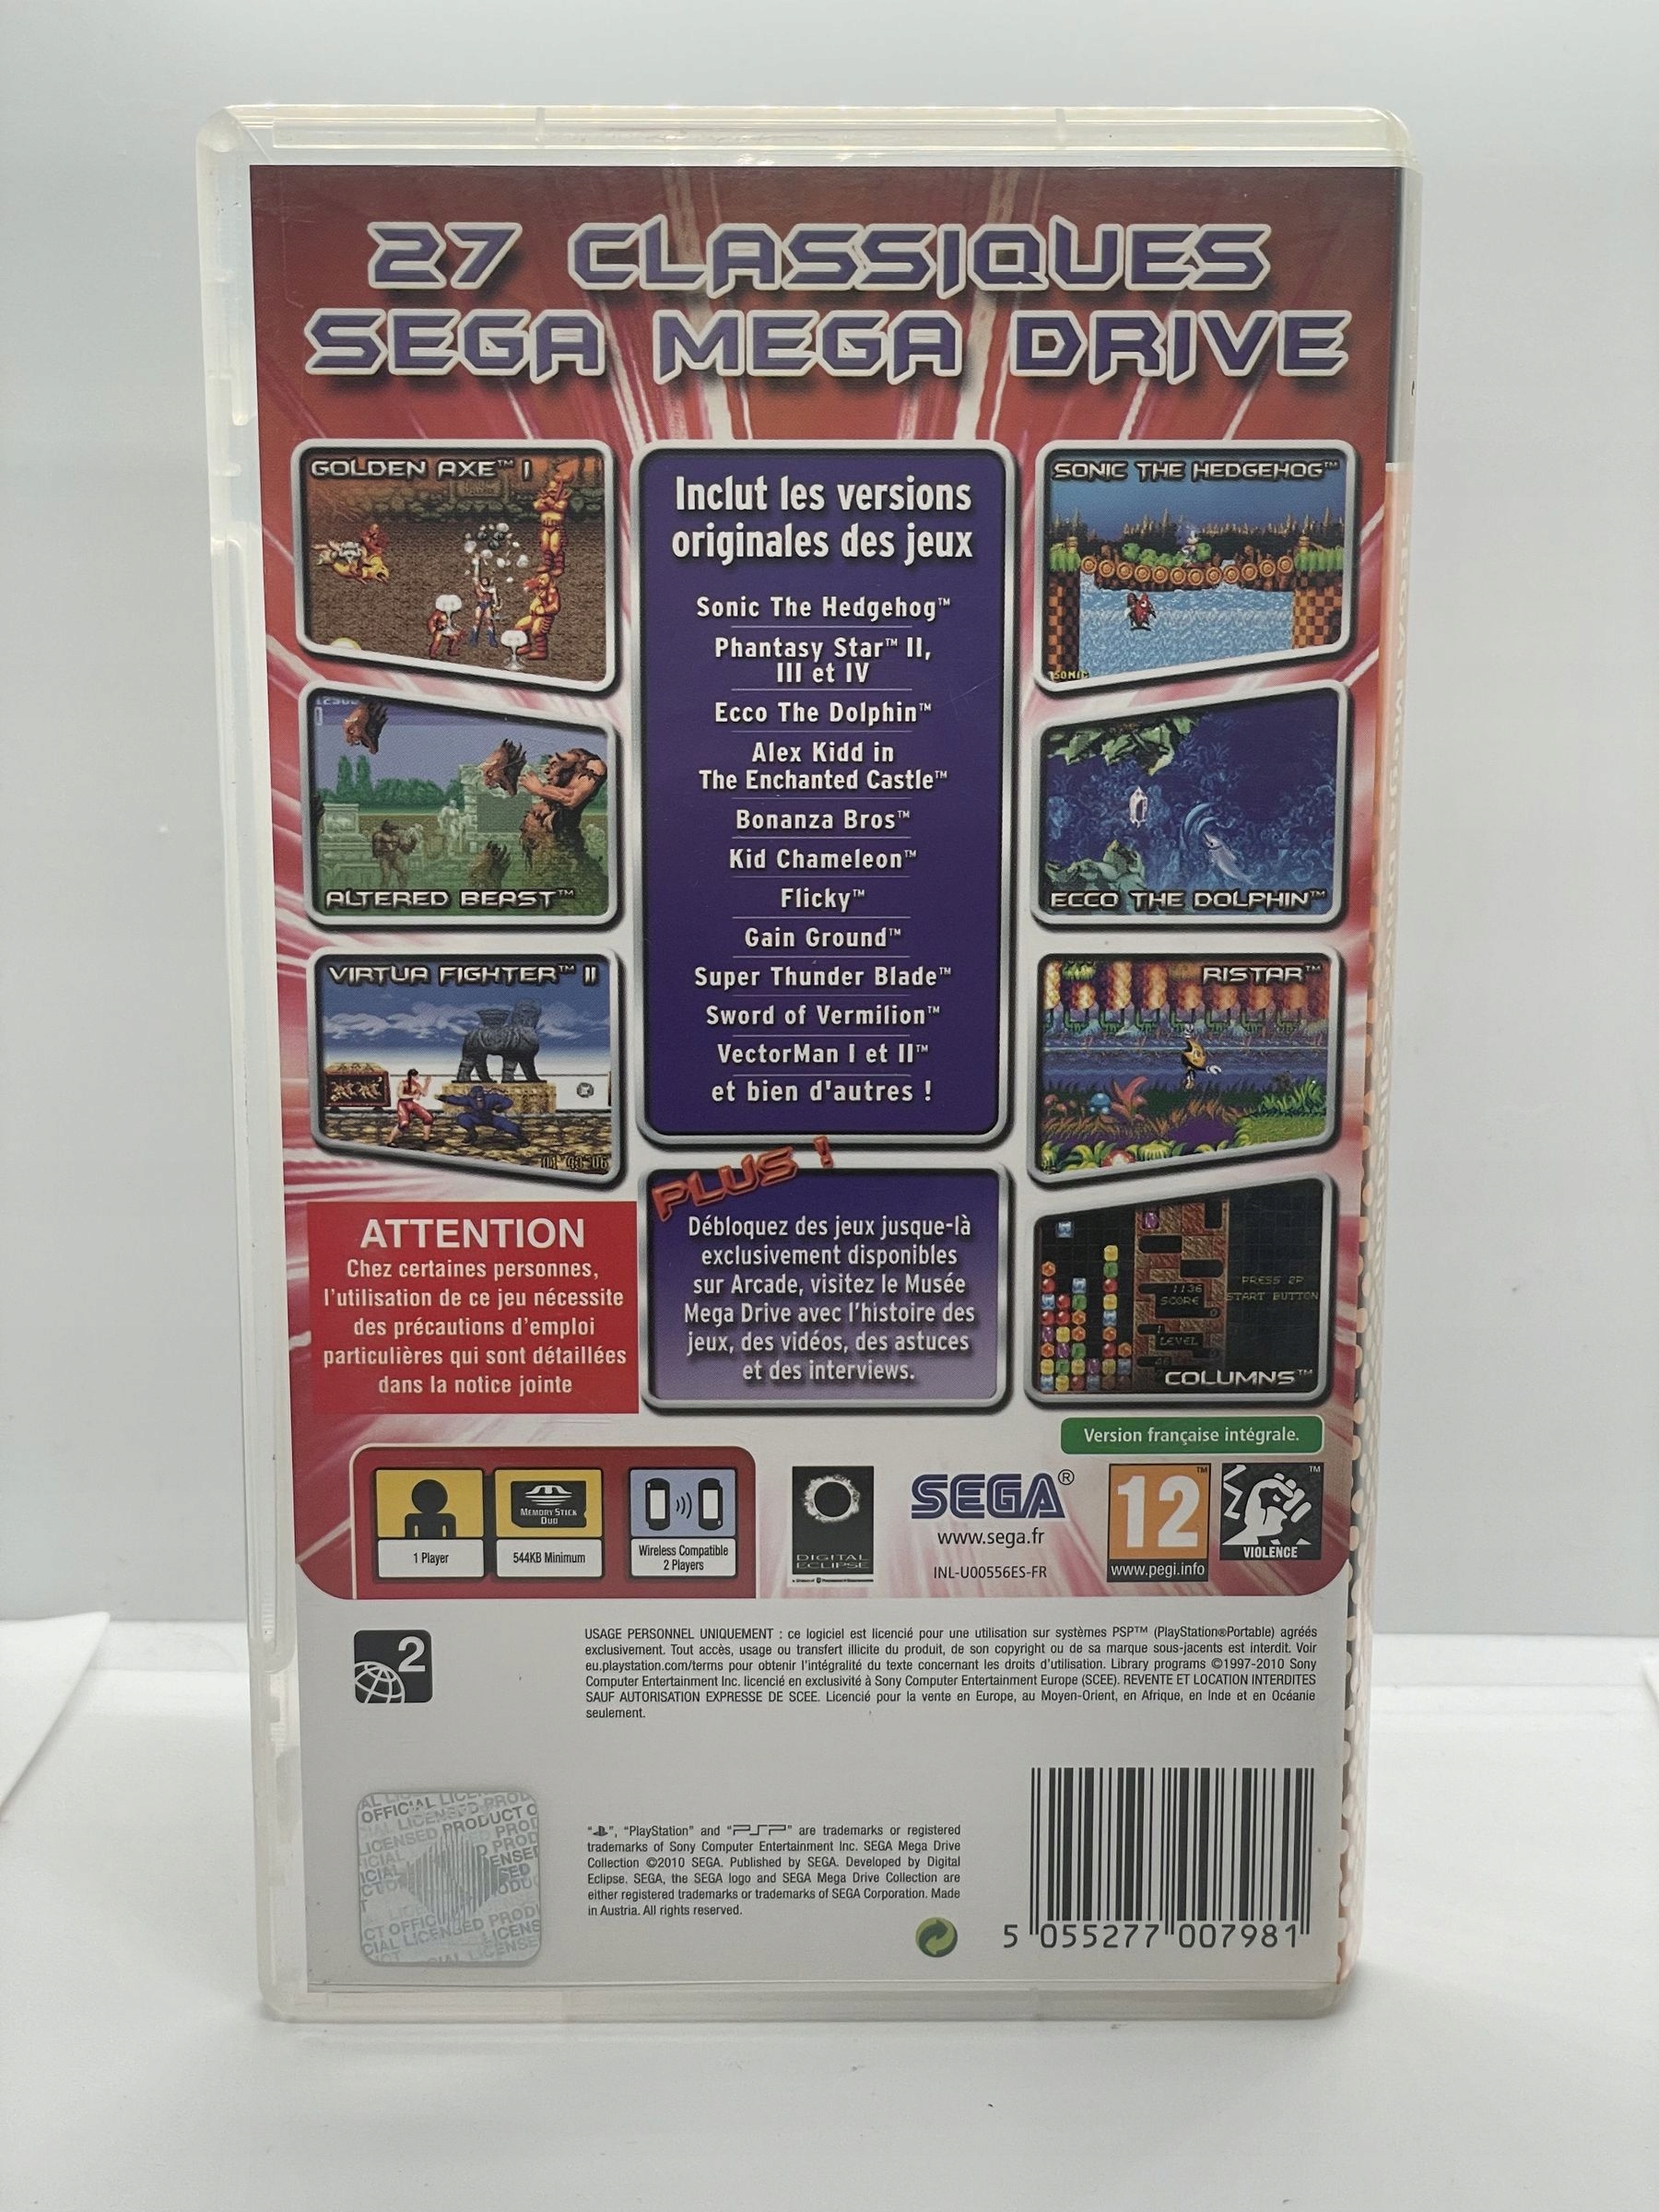 27 CLASSIQUES
SEGA MEGA DRIVE
GOLDEN AXE™ I
ALTERED BEAST™
VIRTUA FIGHTER™ II
Inclut les versions
originales des jeux
Sonic The Hedgehog™
Phantasy Star™ II,
III et IV
Ecco The Dolphin™
Alex Kidd in
The Enchanted Castle™
Bonanza Bros™
Kid Chameleon™
Flicky™
Gain Ground™
Super Thunder Blade™
Sword of Vermilion™
VectorMan I et II™
et bien d'autres !
SONIC THE HEDGEHOG™
SONIC
ECCO THE DOLPHIN™
RISTAR™
PRESS 2P
START BUTTON
1136
SCORE
LEVEL
COLUMNS™
ATTENTION
Chez certaines personnes,
l'utilisation de ce jeu nécessite
des précautions d'emploi
particulières qui sont détaillées
dans la notice jointe
PLUS !
Débloquez des jeux jusque-là
exclusivement disponibles
sur Arcade, visitez le Musée
Mega Drive avec l'histoire des
jeux, des vidéos, des astuces
et des interviews.
Version française intégrale.
1 Player
MEMORY STICK
DUO
544KB Minimum
Wireless Compatible
2 Players
DIGITAL
ECLIPSE
SEGA®
www.sega.fr
INL-U00556ES-FR
12™
www.pegi.info
™
VIOLENCE
2
USAGE PERSONNEL UNIQUEMENT : ce logiciel est licencié pour une utilisation sur systèmes PSP™ (PlayStation®Portable) agréés
exclusivement. Tout accès, usage ou transfert illicite du produit, de son copyright ou de sa marque sous-jacents est interdit. Voir
eu.playstation.com/terms pour obtenir l'intégralité du texte concernant les droits d'utilisation. Library programs ©1997-2010 Sony
Computer Entertainment Inc. licencié en exclusivité à Sony Computer Entertainment Europe (SCEE). REVENTE ET LOCATION INTERDITES
SAUF AUTORISATION EXPRESSE DE SCEE. Licencié pour la vente en Europe, au Moyen-Orient, en Afrique, en Inde et en Océanie
seulement.
OFFICIAL LICENSED PRODUCT
"", "PlayStation" and "PSP" are trademarks or registered
trademarks of Sony Computer Entertainment Inc. SEGA Mega Drive
Collection ©2010 SEGA. Published by SEGA. Developed by Digital
Eclipse. SEGA, the SEGA logo and SEGA Mega Drive Collection are
either registered trademarks or trademarks of SEGA Corporation. Made
in Austria. All rights reserved.
5 055277 007981